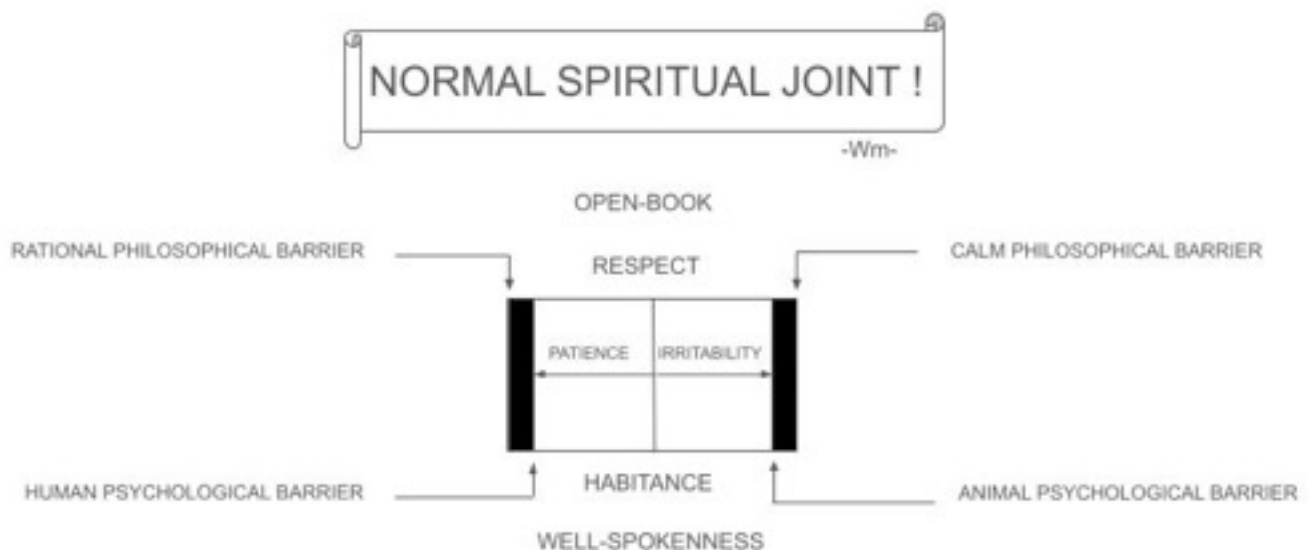 NORMAL SPIRITUAL JOINT !
-Wm-
OPEN-BOOK
RATIONAL PHILOSOPHICAL BARRIER
CALM PHILOSOPHICAL BARRIER
RESPECT
PATIENCE
IRRITABILITY
HABITANCE
HUMAN PSYCHOLOGICAL BARRIER
ANIMAL PSYCHOLOGICAL BARRIER
WELL-SPOKENNESS